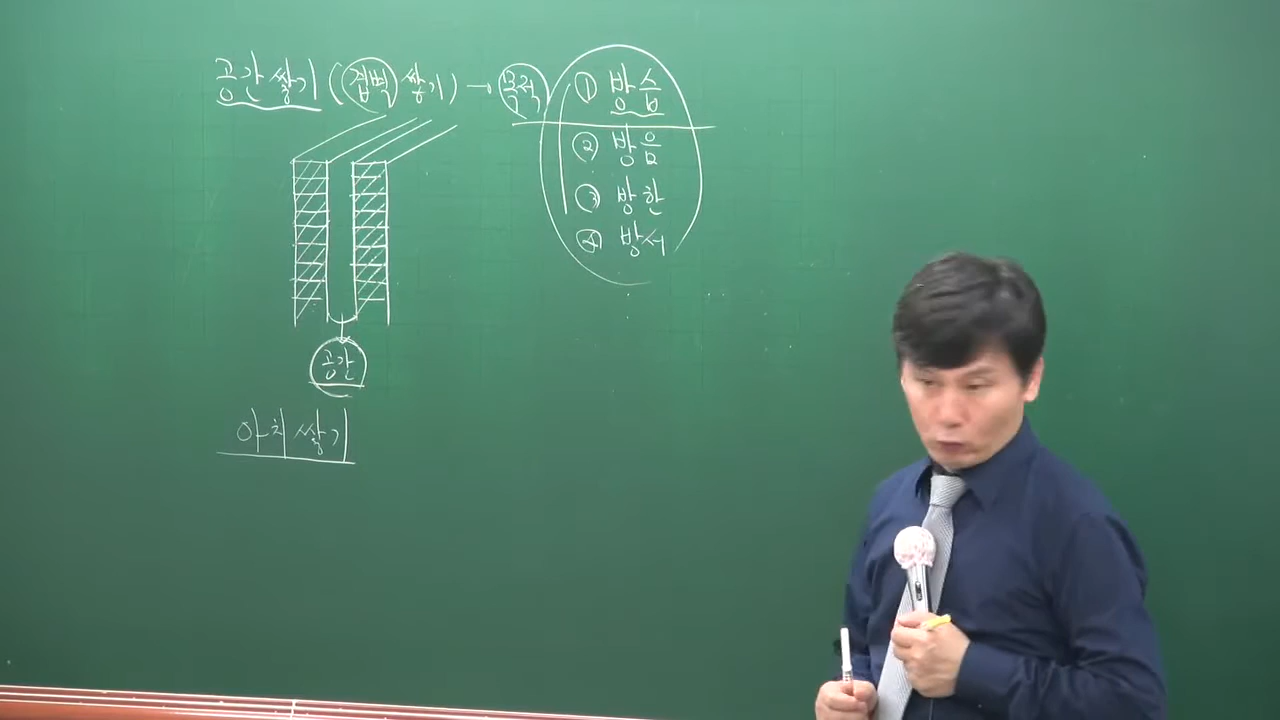 공간쌓기 (겹벽쌓기) → 목적 ① 방습
② 방음
③ 방한
④ 방서
공간
아치쌓기